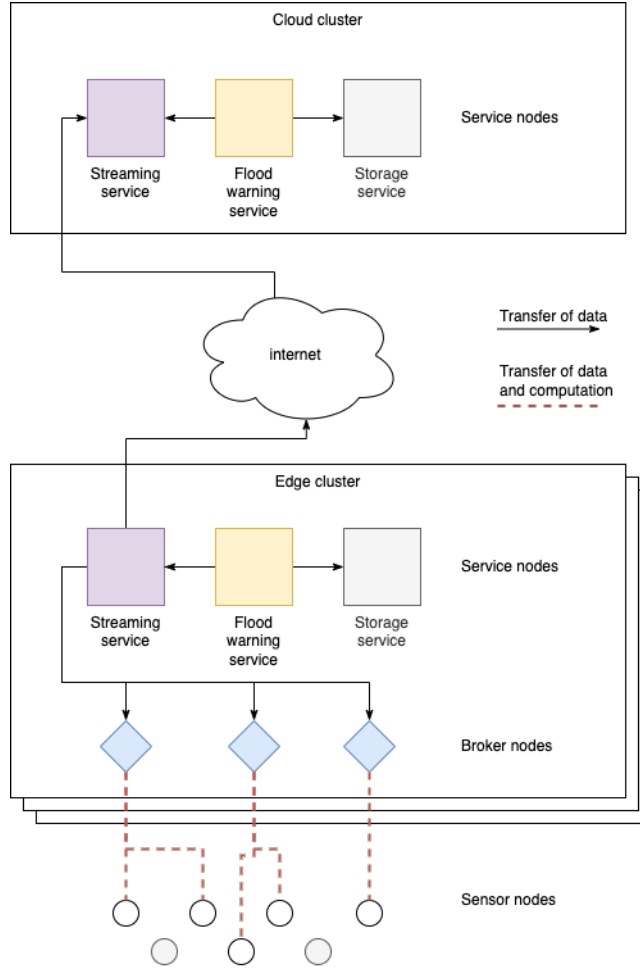 Cloud cluster
Service nodes
Streaming
service
Flood
warning
service
Storage
service
internet
Transfer of data
Transfer of data
and computation
Edge cluster
Service nodes
Streaming
service
Flood
warning
service
Storage
service
Broker nodes
Sensor nodes